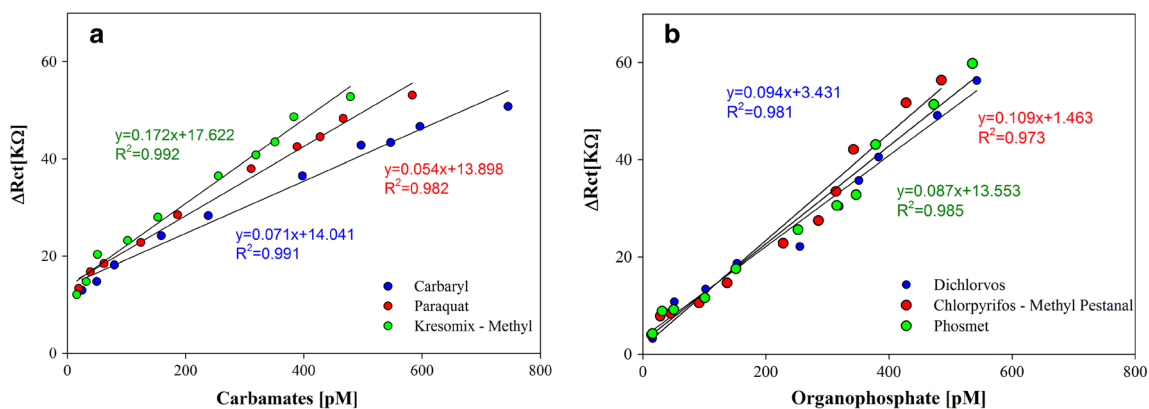 a
ΔRct[KΩ]
60
40
20
0
y=0.172x+17.622
R²=0.992
y=0.054x+13.898
R²=0.982
y=0.071x+14.041
R²=0.991
Carbaryl
Paraquat
Kresomix - Methyl
0 200 400 600 800
Carbamates [pM]
b
ΔRct[KΩ]
60
40
20
0
y=0.094x+3.431
R²=0.981
y=0.109x+1.463
R²=0.973
y=0.087x+13.553
R²=0.985
Dichlorvos
Chlorpyrifos - Methyl Pestanal
Phosmet
0 200 400 600 800
Organophosphate [pM]